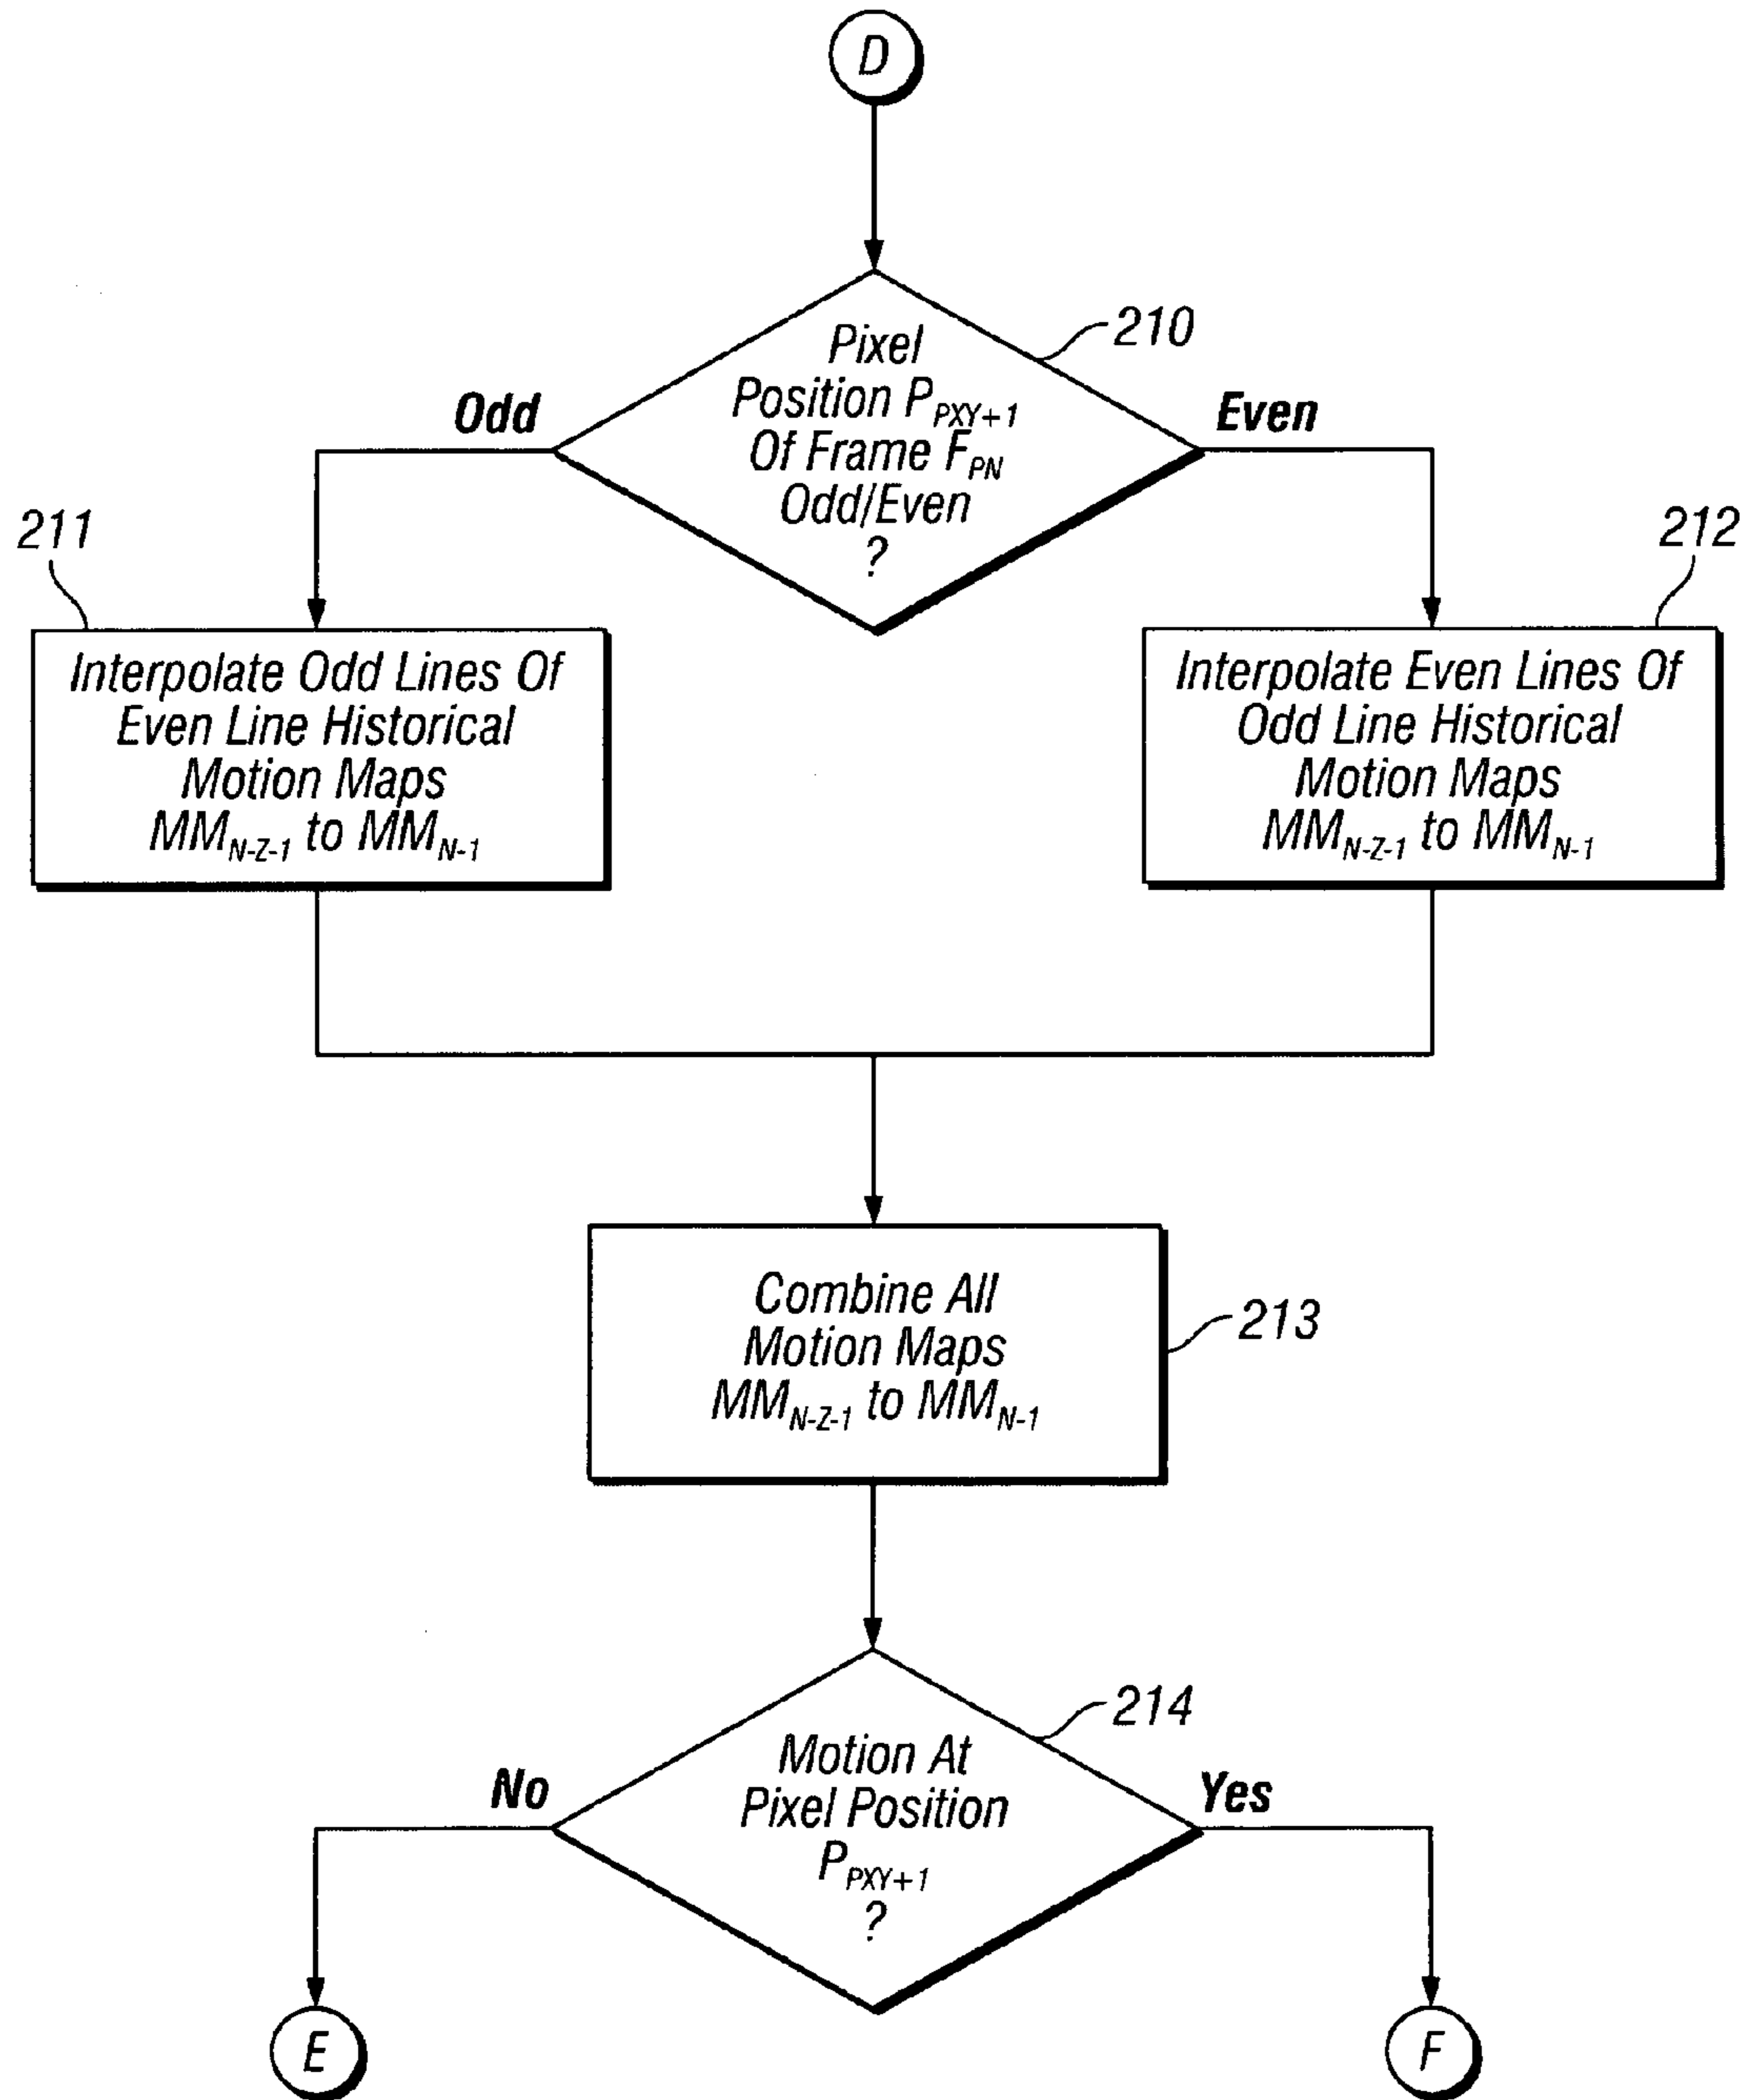 D
Pixel
Position P_PXY+1
Of Frame F_PN
Odd/Even
?
210
Odd
Even
211
Interpolate Odd Lines Of
Even Line Historical
Motion Maps
MM_N-Z-1 to MM_N-1
212
Interpolate Even Lines Of
Odd Line Historical
Motion Maps
MM_N-Z-1 to MM_N-1
Combine All
Motion Maps
MM_N-Z-1 to MM_N-1
213
Motion At
Pixel Position
P_PXY+1
?
214
No
Yes
E
F